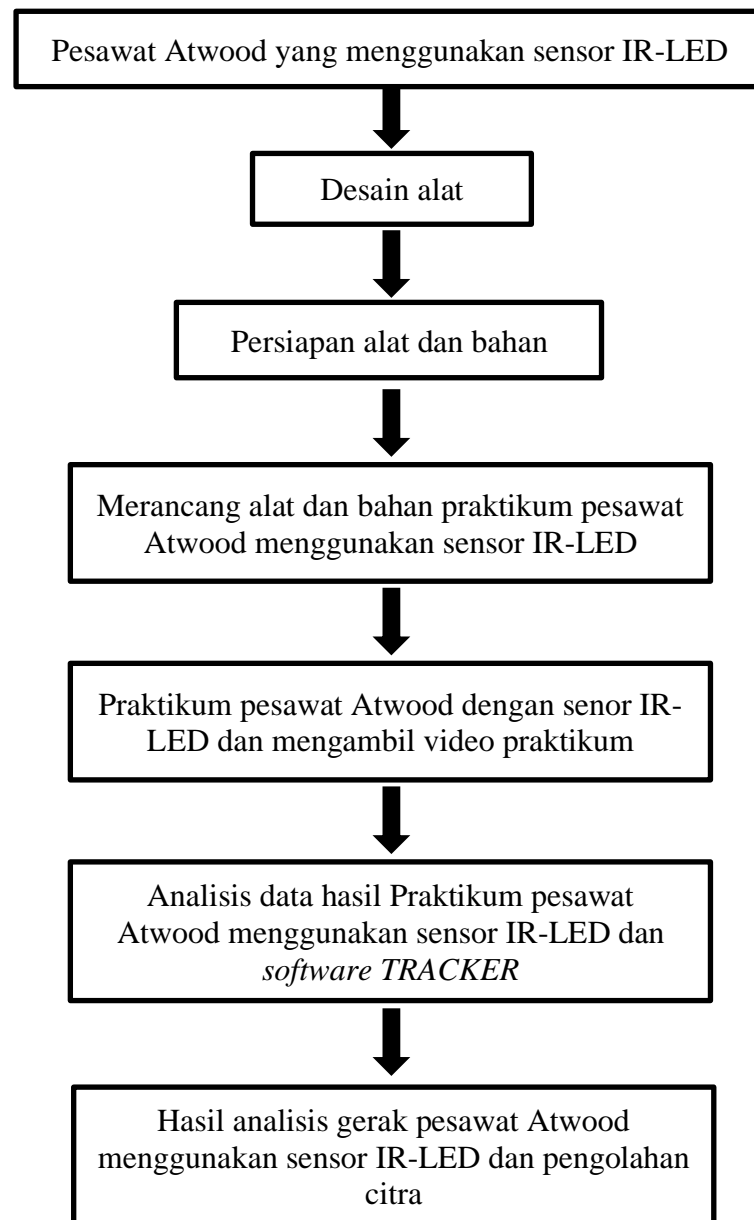 Pesawat Atwood yang menggunakan sensor IR-LED
Desain alat
Persiapan alat dan bahan
Merancang alat dan bahan praktikum pesawat
Atwood menggunakan sensor IR-LED
Praktikum pesawat Atwood dengan senor IR-
LED dan mengambil video praktikum
Analisis data hasil Praktikum pesawat
Atwood menggunakan sensor IR-LED dan
software TRACKER
Hasil analisis gerak pesawat Atwood
menggunakan sensor IR-LED dan pengolahan
citra